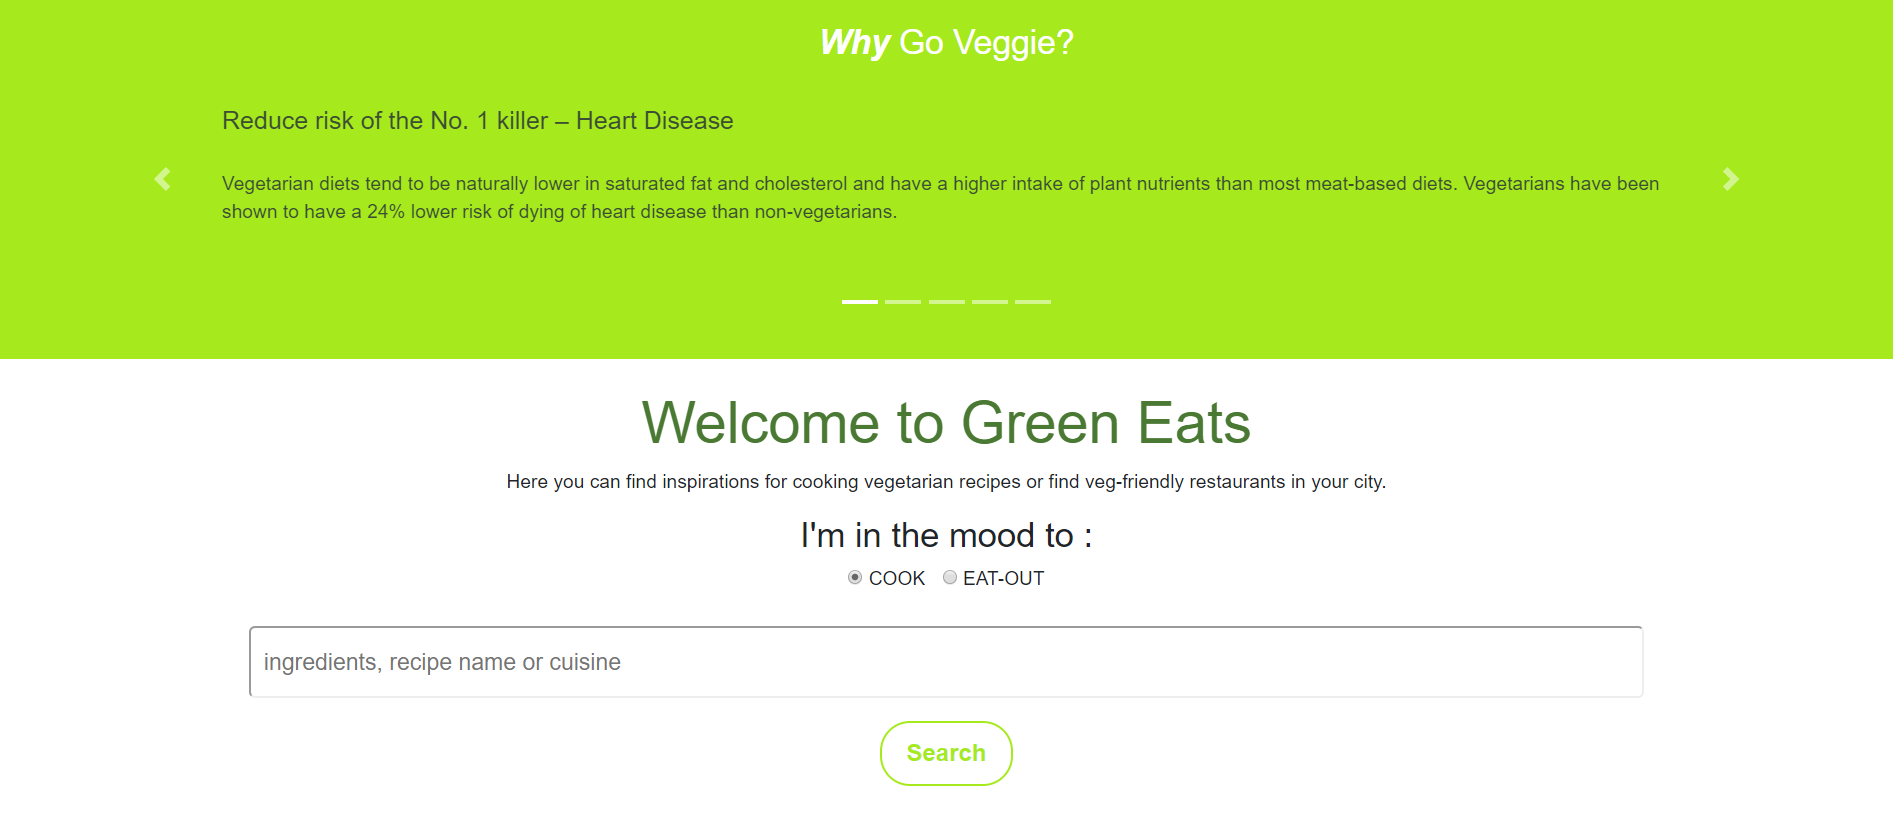 Why Go Veggie?
Reduce risk of the No. 1 killer – Heart Disease
Vegetarian diets tend to be naturally lower in saturated fat and cholesterol and have a higher intake of plant nutrients than most meat-based diets. Vegetarians have been
shown to have a 24% lower risk of dying of heart disease than non-vegetarians.
Welcome to Green Eats
Here you can find inspirations for cooking vegetarian recipes or find veg-friendly restaurants in your city.
I'm in the mood to :
COOK EAT-OUT
ingredients, recipe name or cuisine
Search